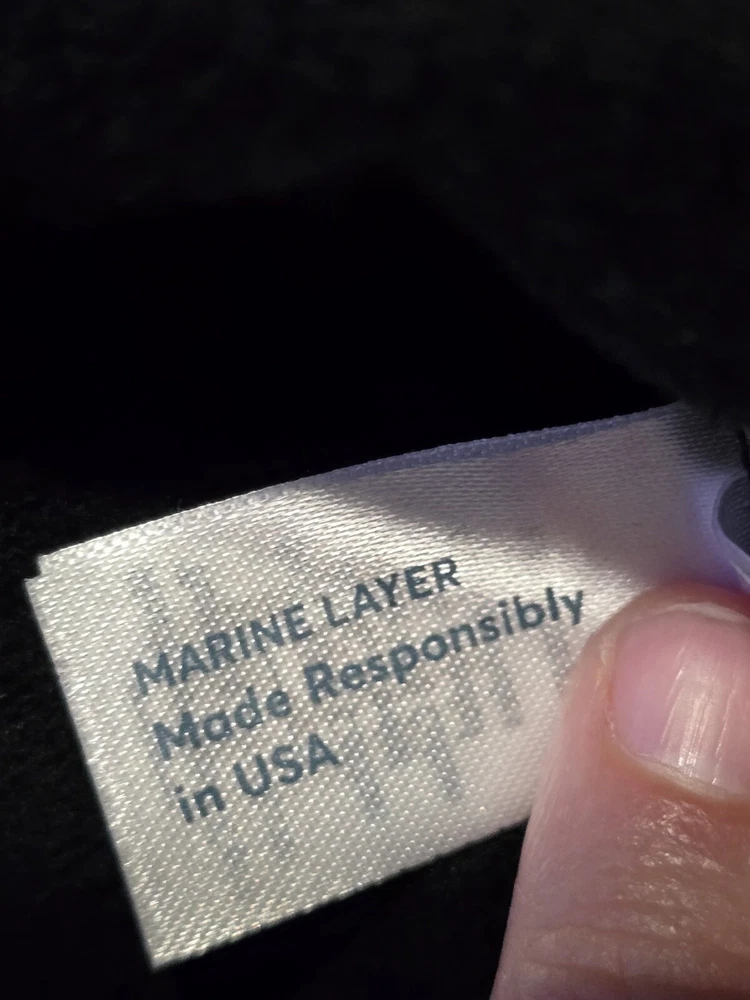 MARINE LAYER
Made Responsibly
in USA